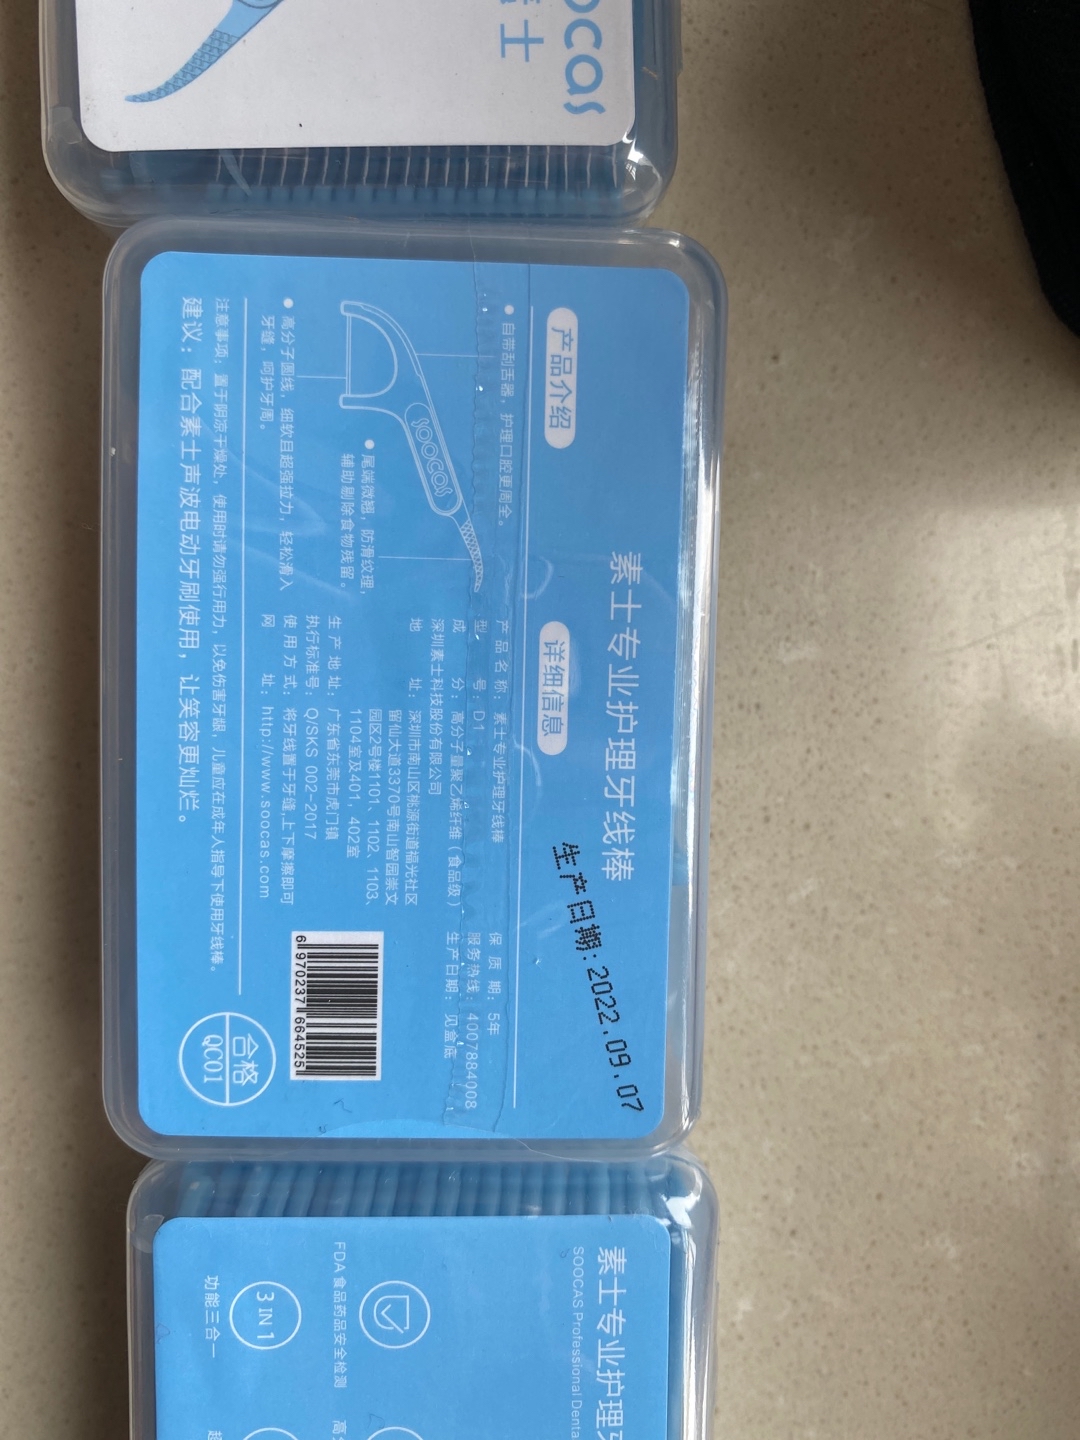 ocas
士
素士专业护理牙线棒
生产日期:2022.09.07
产品介绍
自带刮舌器，护理口腔更周全。
SOOCAS
尾端微翘，防滑纹理，
辅助剔除食物残留。
高分子圆线，细软且超强拉力，轻松滑入
牙缝，呵护牙周。
详细信息
产品名称：素士专业护理牙线棒
型号：D1
成分：高分子量聚乙烯纤维（食品级）
深圳素士科技股份有限公司
地址：深圳市南山区桃源街道福光社区
留仙大道3370号南山智园崇文
园区2号楼1101、1102、1103、
1104室及401、402室
生产地址：广东省东莞市虎门镇
执行标准号：Q/SKS 002-2017
使用方式：将牙线置于牙缝,上下摩擦即可
网址：http://www.soocas.com
保质期：5年
服务热线：4007884008
生产日期：见盒底
6 970237 664525
注意事项：置于阴凉干燥处，使用时请勿强行用力，以免伤害牙龈，儿童应在成年人指导下使用牙线棒。
建议：配合素士声波电动牙刷使用，让笑容更灿烂。
合格
QC01
素士专业护理牙
SOOCAS Professional Denta
FDA食品药品安全检测
3 IN 1
功能三合一
高分
超